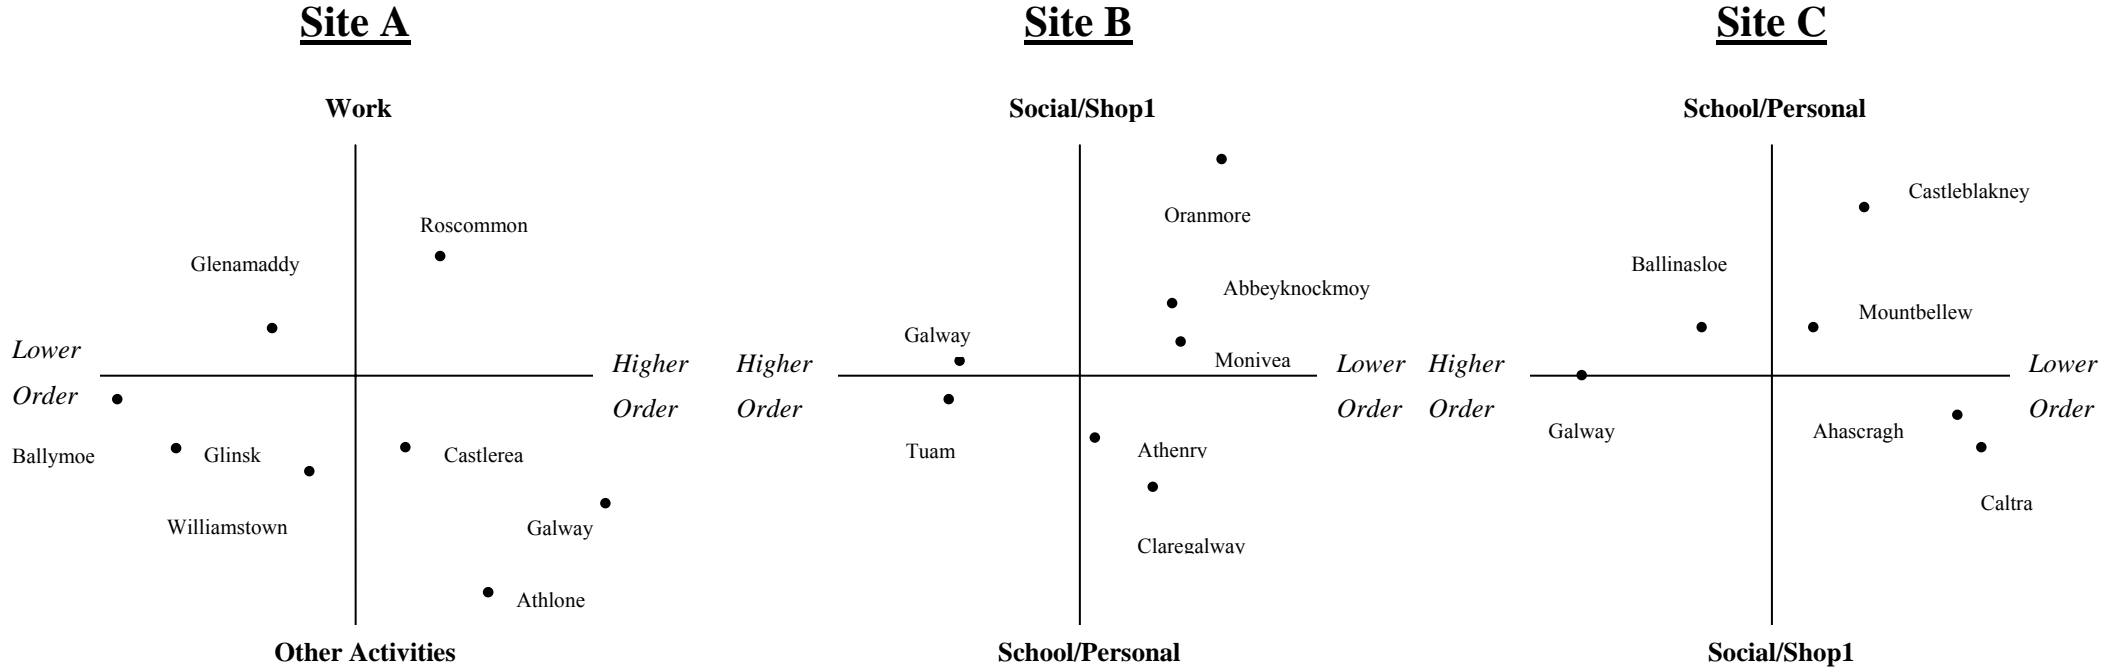 Site A
Site B
Site C
Work
Social/Shop1
School/Personal
Roscommon
Glenamaddy
Lower
Order
Higher
Order
Ballymoe
Glinsk
Castlerea
Williamstown
Galway
Athlone
Other Activities
Oranmore
Abbeyknockmoy
Galway
Monivea
Higher
Order
Lower
Order
Tuam
Athenry
Claregalway
School/Personal
Castleblakney
Ballinasloe
Mountbellew
Higher
Order
Lower
Order
Galway
Ahascragh
Caltra
Social/Shop1